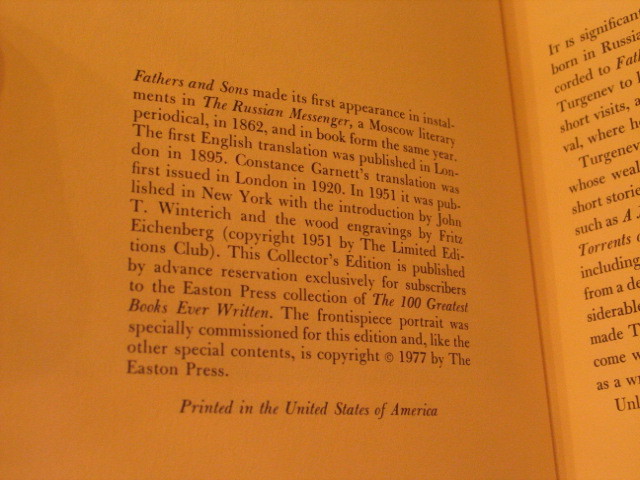 Fathers and Sons made its first appearance in instal-
ments in The Russian Messenger, a Moscow literary
periodical, in 1862, and in book form the same year.
The first English translation was published in Lon-
don in 1895. Constance Garnett's translation was
first issued in London in 1920. In 1951 it was pub-
lished in New York with the introduction by John
T. Winterich and the wood engravings by Fritz
Eichenberg (copyright 1951 by The Limited Edi-
tions Club). This Collector's Edition is published
by advance reservation exclusively for subscribers
to the Easton Press collection of The 100 Greatest
Books Ever Written. The frontispiece portrait was
specially commissioned for this edition and, like the
other special contents, is copyright © 1977 by The
Easton Press.
Printed in the United States of America
It is significant
born in Russia
corded to Fath
Turgenev to
short visits, a
val, where h
Turgenev
whose weal
short storie
such as A
Torrents
including
from a de
siderable
made T
come w
as a w
Unl